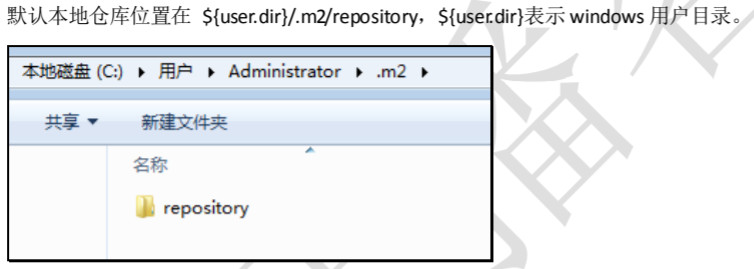 默认本地仓库位置在 ${user.dir}/.m2/repository，${user.dir}表示 windows 用户目录。
本地磁盘 (C:) ▸ 用户 ▸ Administrator ▸ .m2 ▸
共享 ▾ 新建文件夹
名称
repository